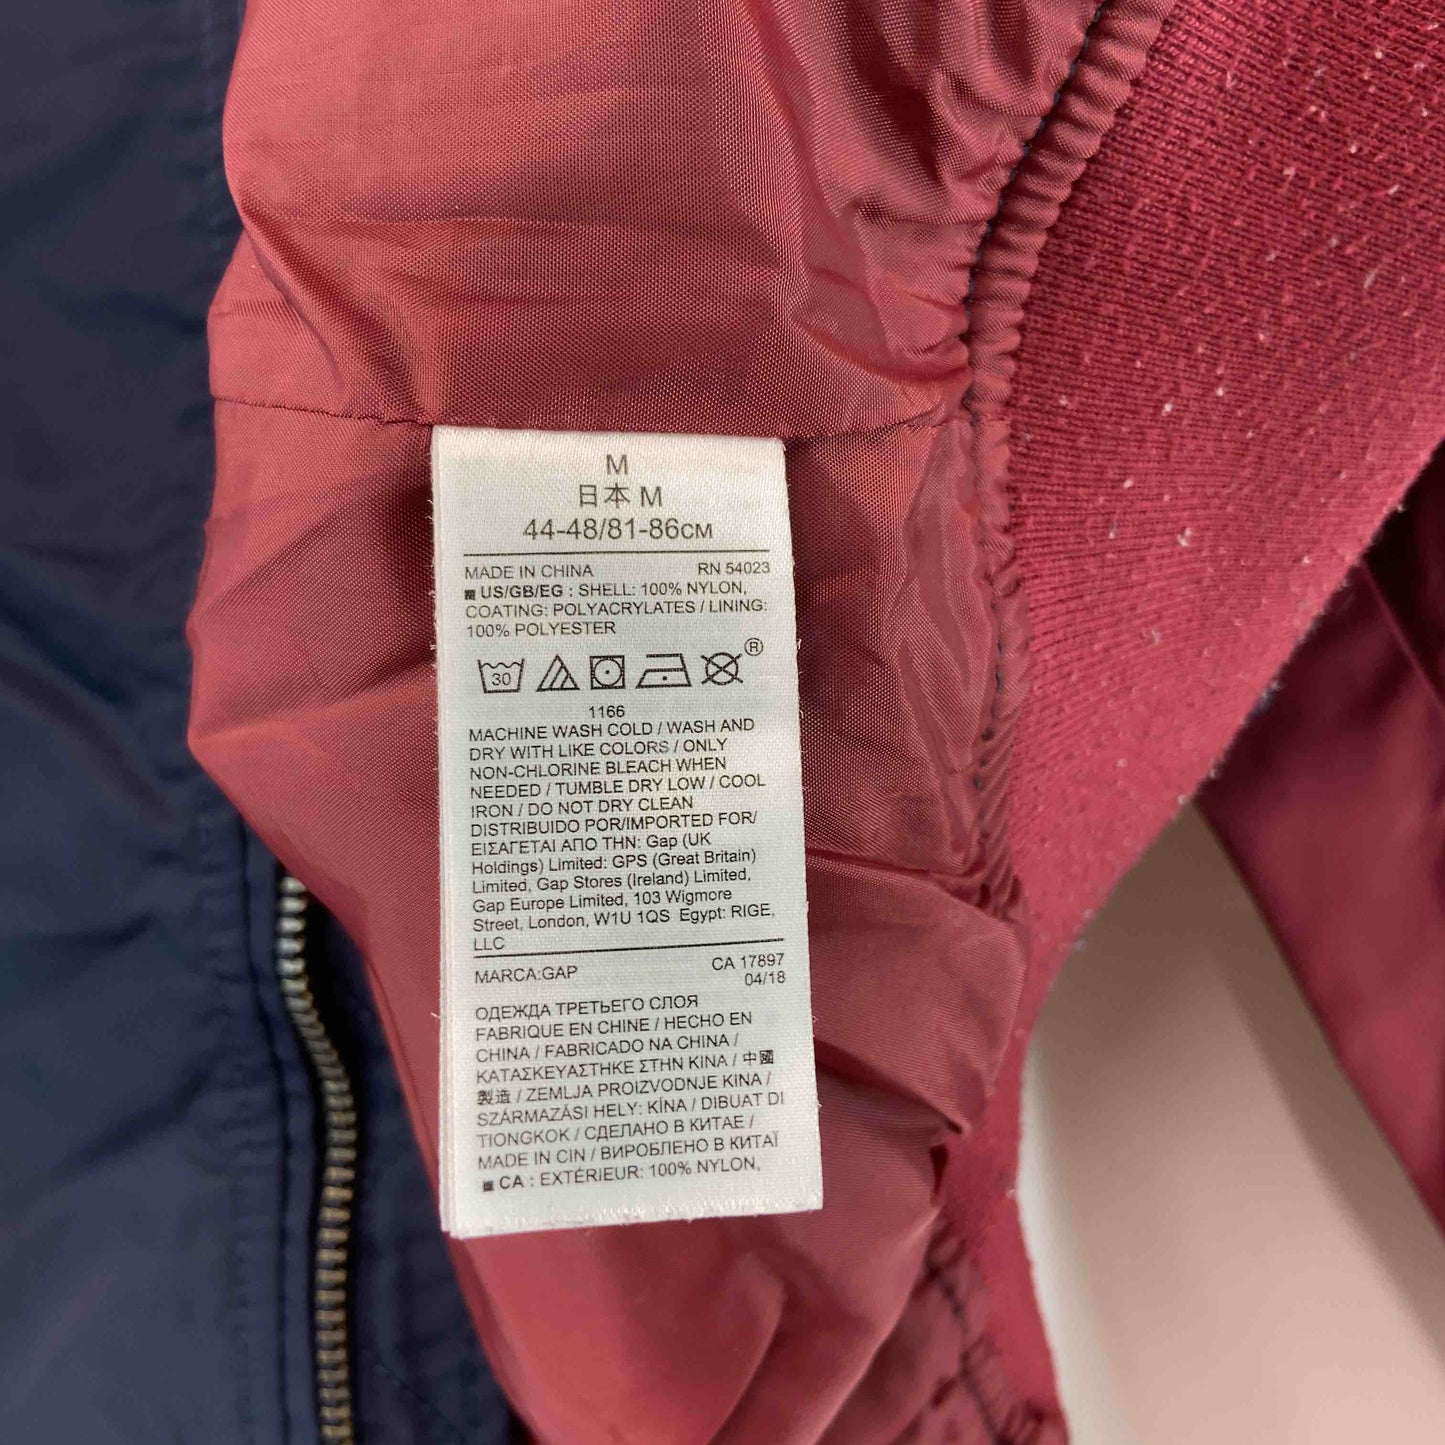 M
日本 M
44-48/81-86CM
MADE IN CHINA RN 54023
US/GB/EG : SHELL: 100% NYLON,
COATING: POLYACRYLATES / LINING:
100% POLYESTER
30 ®
1166
MACHINE WASH COLD / WASH AND
DRY WITH LIKE COLORS / ONLY
NON-CHLORINE BLEACH WHEN
NEEDED / TUMBLE DRY LOW / COOL
IRON / DO NOT DRY CLEAN
DISTRIBUIDO POR/IMPORTED FOR/
ΕΙΣΑΓΕΤΑΙ ΑΠΟ ΤΗΝ: Gap (UK
Holdings) Limited: GPS (Great Britain)
Limited, Gap Stores (Ireland) Limited,
Gap Europe Limited, 103 Wigmore
Street, London, W1U 1QS Egypt: RIGE,
LLC
MARCA:GAP CA 17897
04/18
ОДЕЖДА ТРЕТЬЕГО СЛОЯ
FABRIQUE EN CHINE / HECHO EN
CHINA / FABRICADO NA CHINA /
ΚΑΤΑΣΚΕΥΑΣΤΗΚΕ ΣΤΗΝ ΚΙΝΑ / 中國
製造 / ZEMLJA PROIZVODNJE KINA /
SZÁRMAZÁSI HELY: KÍNA / DIBUAT DI
TIONGKOK / СДЕЛАНО В КИТАЕ /
MADE IN CIN / ВИРОБЛЕНО В КИТАЇ
CA : EXTÉRIEUR: 100% NYLON,